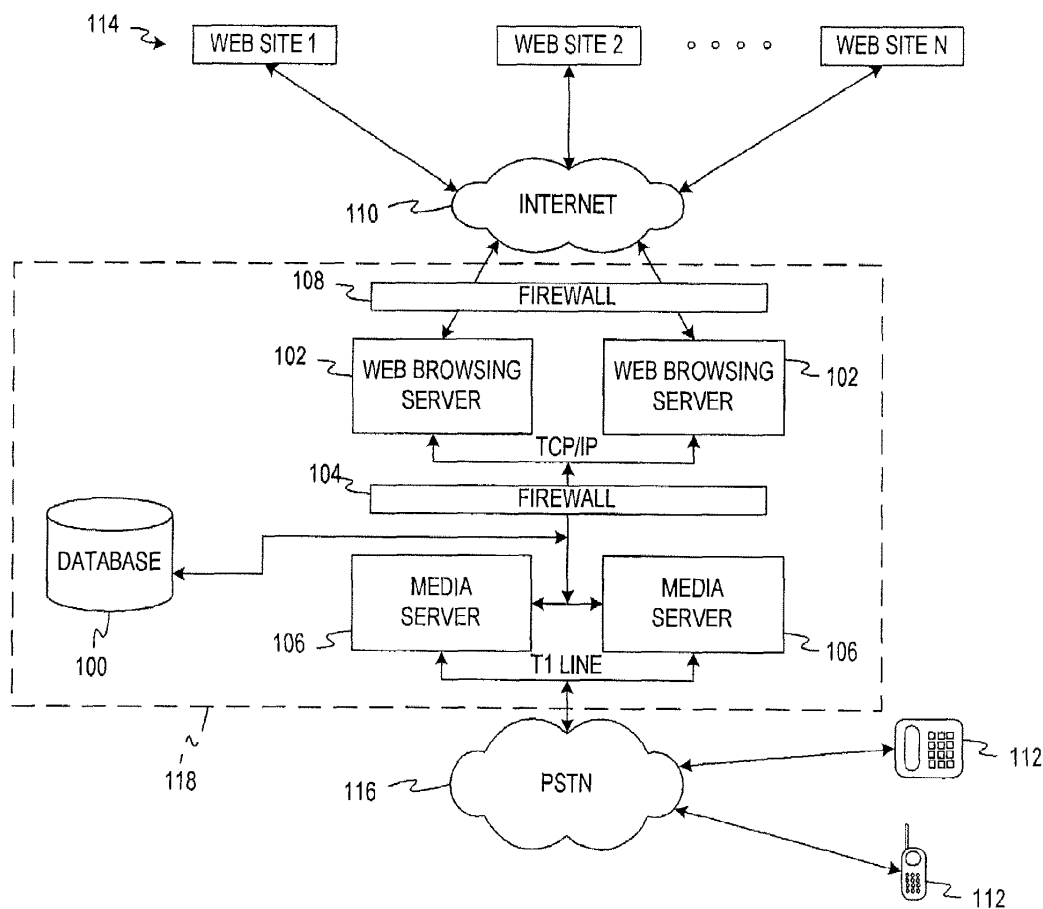 114
WEB SITE 1
WEB SITE 2
WEB SITE N
110
INTERNET
108
FIREWALL
102
WEB BROWSING
SERVER
WEB BROWSING
SERVER
102
TCP/IP
104
FIREWALL
DATABASE
100
MEDIA
SERVER
MEDIA
SERVER
106
106
T1 LINE
118
116
PSTN
112
112